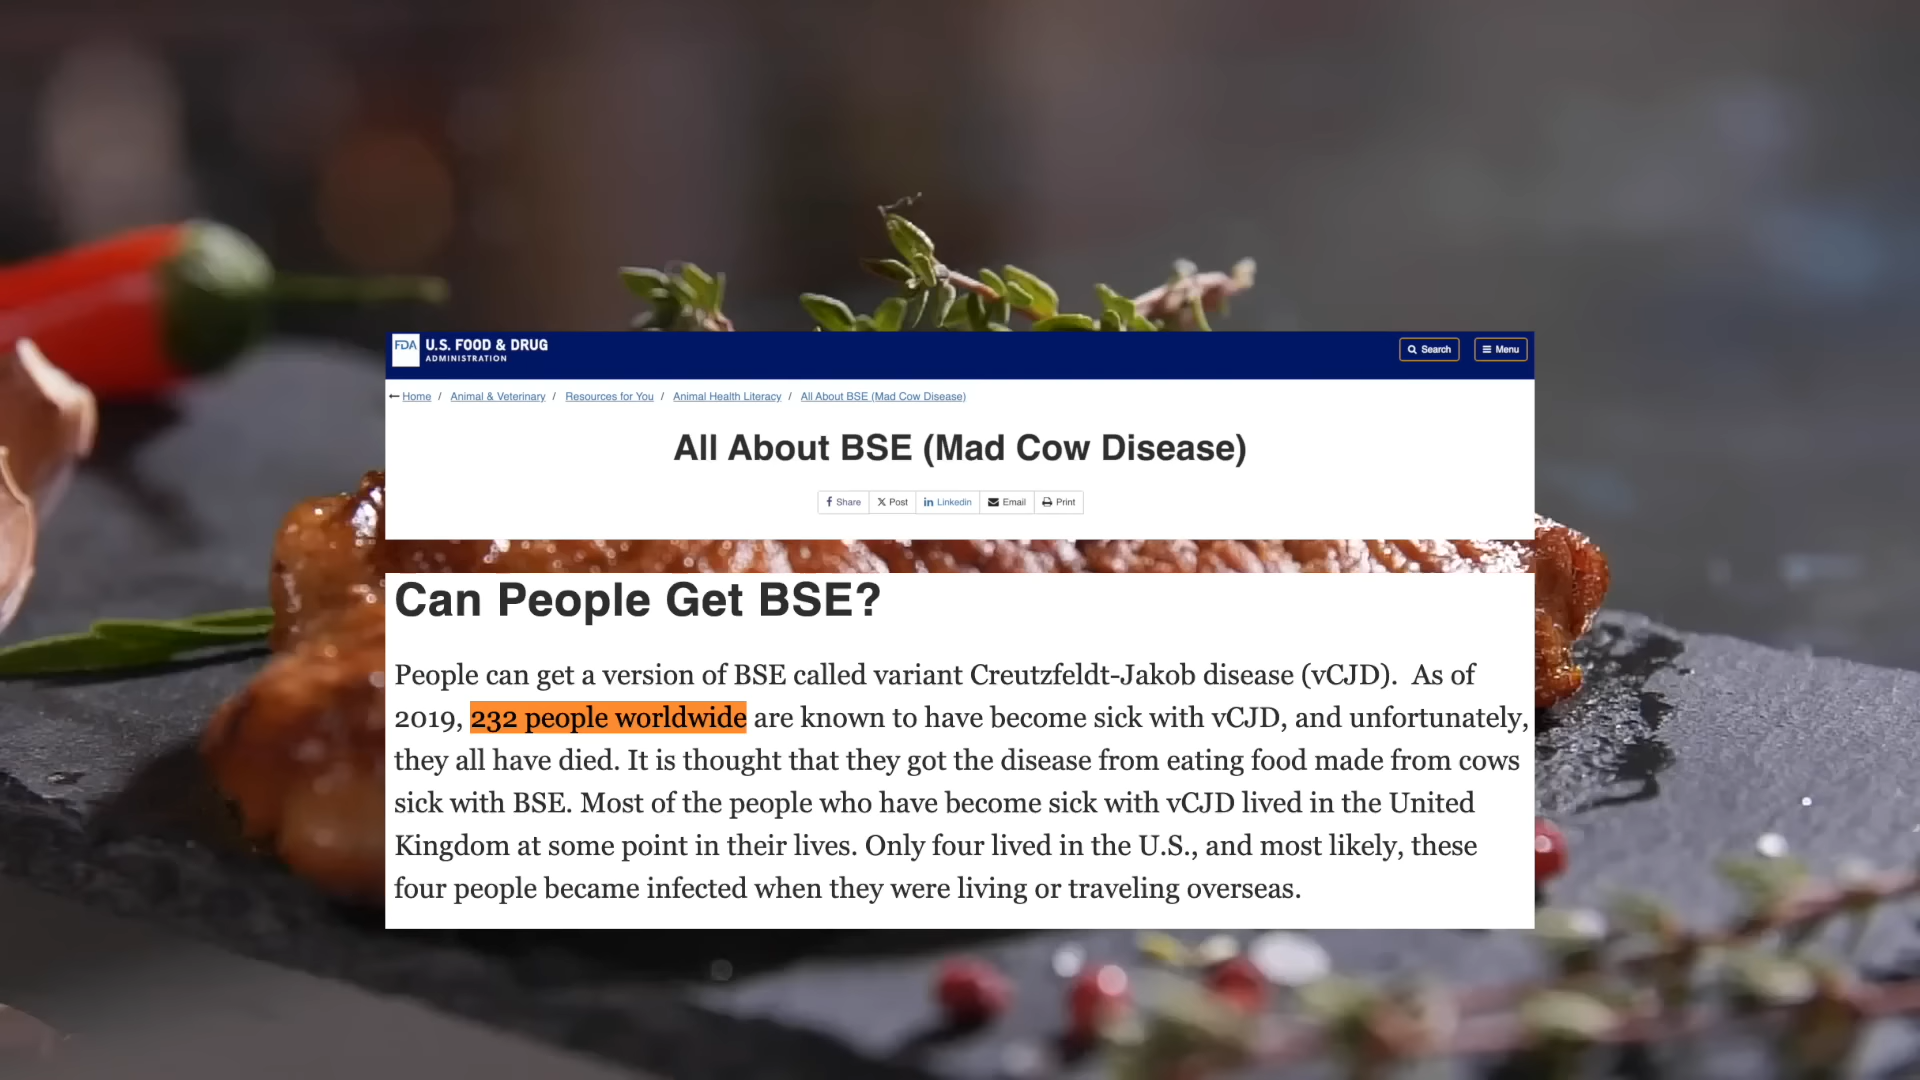 FDA U.S. FOOD & DRUG
ADMINISTRATION
Search
Menu
Home / Animal & Veterinary / Resources for You / Animal Health Literacy / All About BSE (Mad Cow Disease)
All About BSE (Mad Cow Disease)
Share Post Linkedin Email Print
Can People Get BSE?
People can get a version of BSE called variant Creutzfeldt-Jakob disease (vCJD). As of
2019, 232 people worldwide are known to have become sick with vCJD, and unfortunately,
they all have died. It is thought that they got the disease from eating food made from cows
sick with BSE. Most of the people who have become sick with vCJD lived in the United
Kingdom at some point in their lives. Only four lived in the U.S., and most likely, these
four people became infected when they were living or traveling overseas.